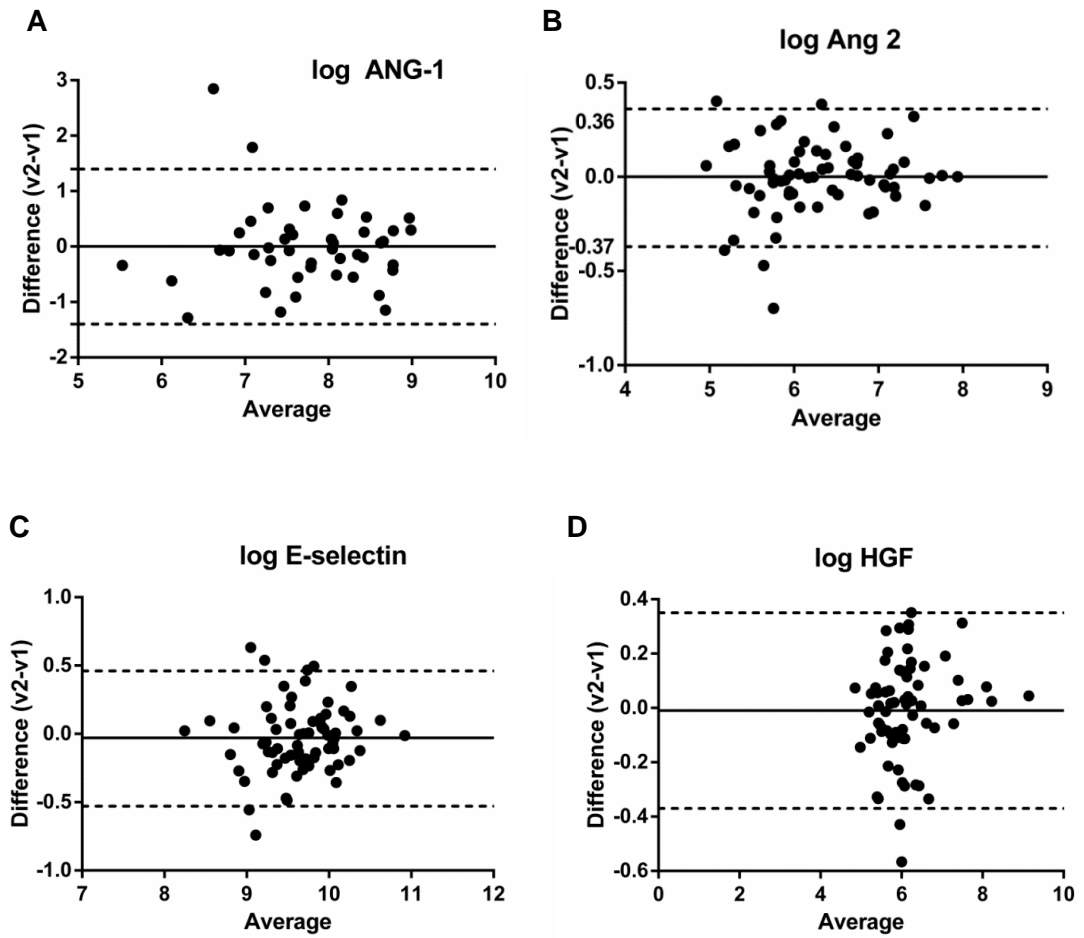 A
log ANG-1
3
2
1
0
-1
-2
Difference (v2-v1)
5 6 7 8 9 10
Average
B
log Ang 2
0.5
0.36
0.0
-0.37
-0.5
-1.0
Difference (v2-v1)
4 5 6 7 8 9
Average
C
log E-selectin
1.0
0.5
0.0
-0.5
-1.0
Difference (v2-v1)
7 8 9 10 11 12
Average
D
log HGF
0.4
0.2
0.0
-0.2
-0.4
-0.6
Difference (v2-v1)
0 2 4 6 8 10
Average